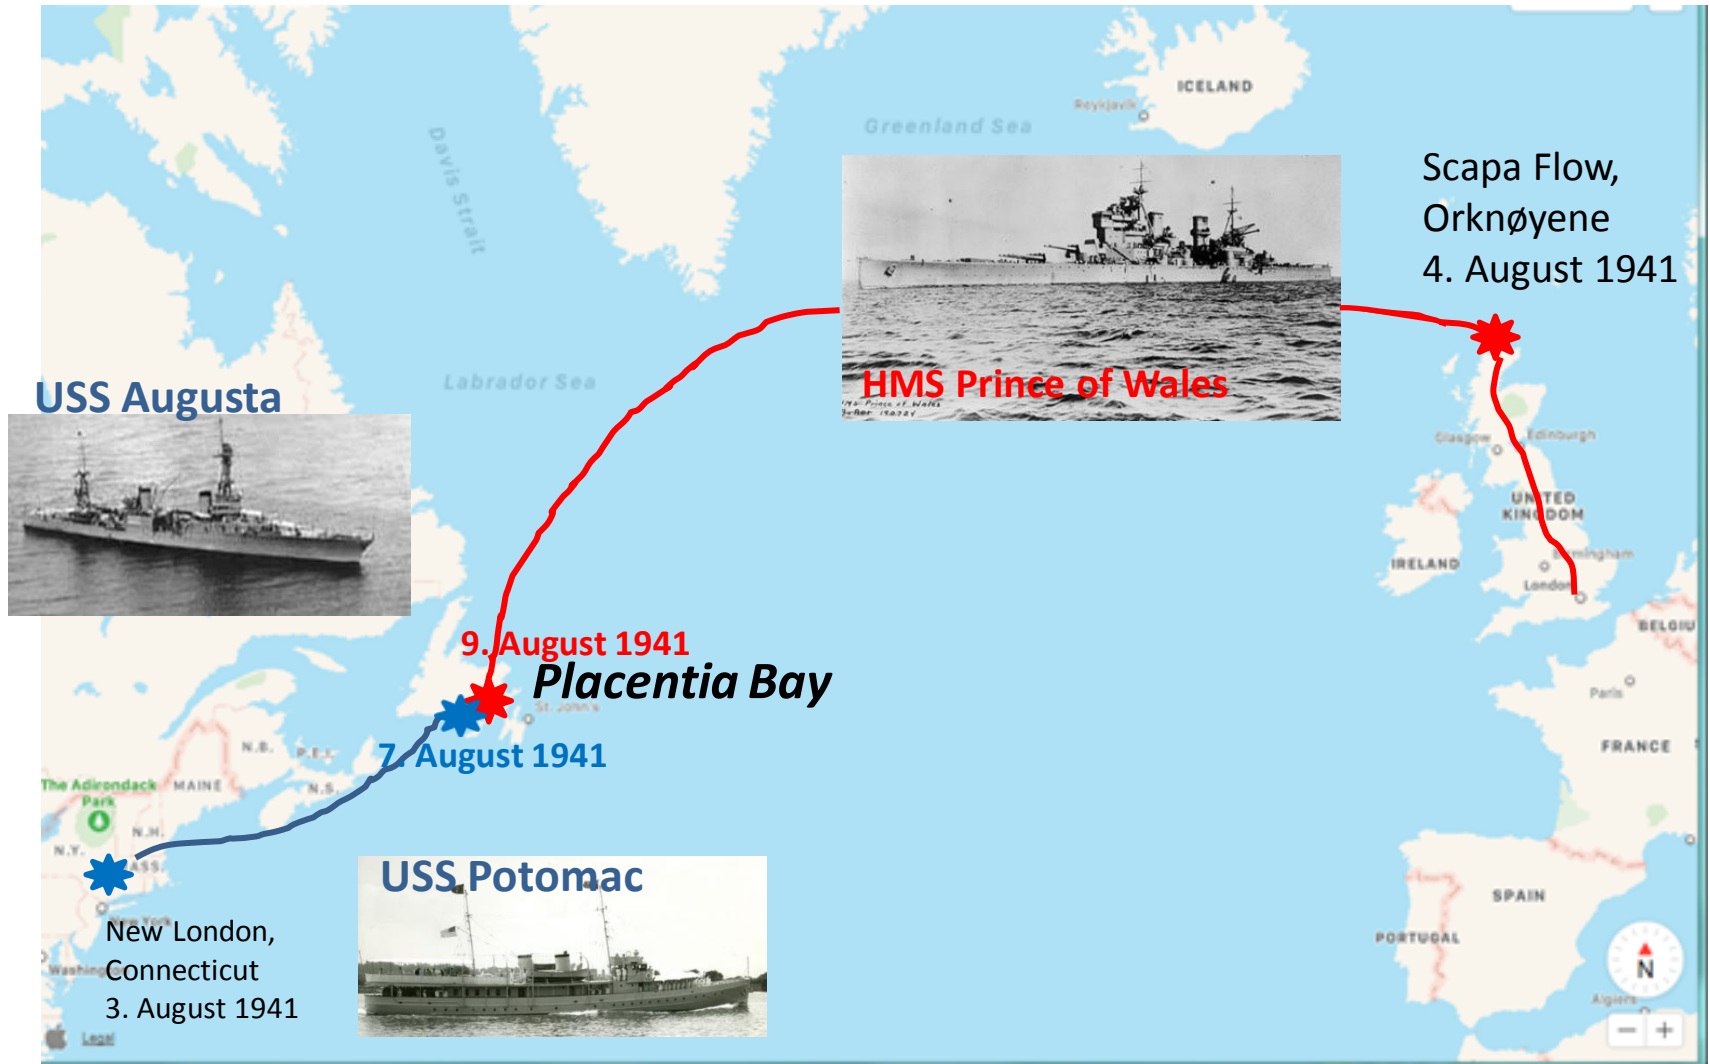 ICELAND
Reykjavík
Greenland Sea
Davis Strait
Scapa Flow,
Orknøyene
4. August 1941
HMS Prince of Wales
USS Augusta
Labrador Sea
Glasgow
Edinburgh
UNITED
KINGDOM
IRELAND
Birmingham
London
9. August 1941
Placentia Bay
St. John's
7. August 1941
Paris
FRANCE
N.B.
P.E.I.
N.S.
MAINE
The Adirondack
Park
N.H.
N.Y.
MASS.
USS Potomac
New York
New London,
Connecticut
3. August 1941
Washington
SPAIN
PORTUGAL
N
Algiers
Legal